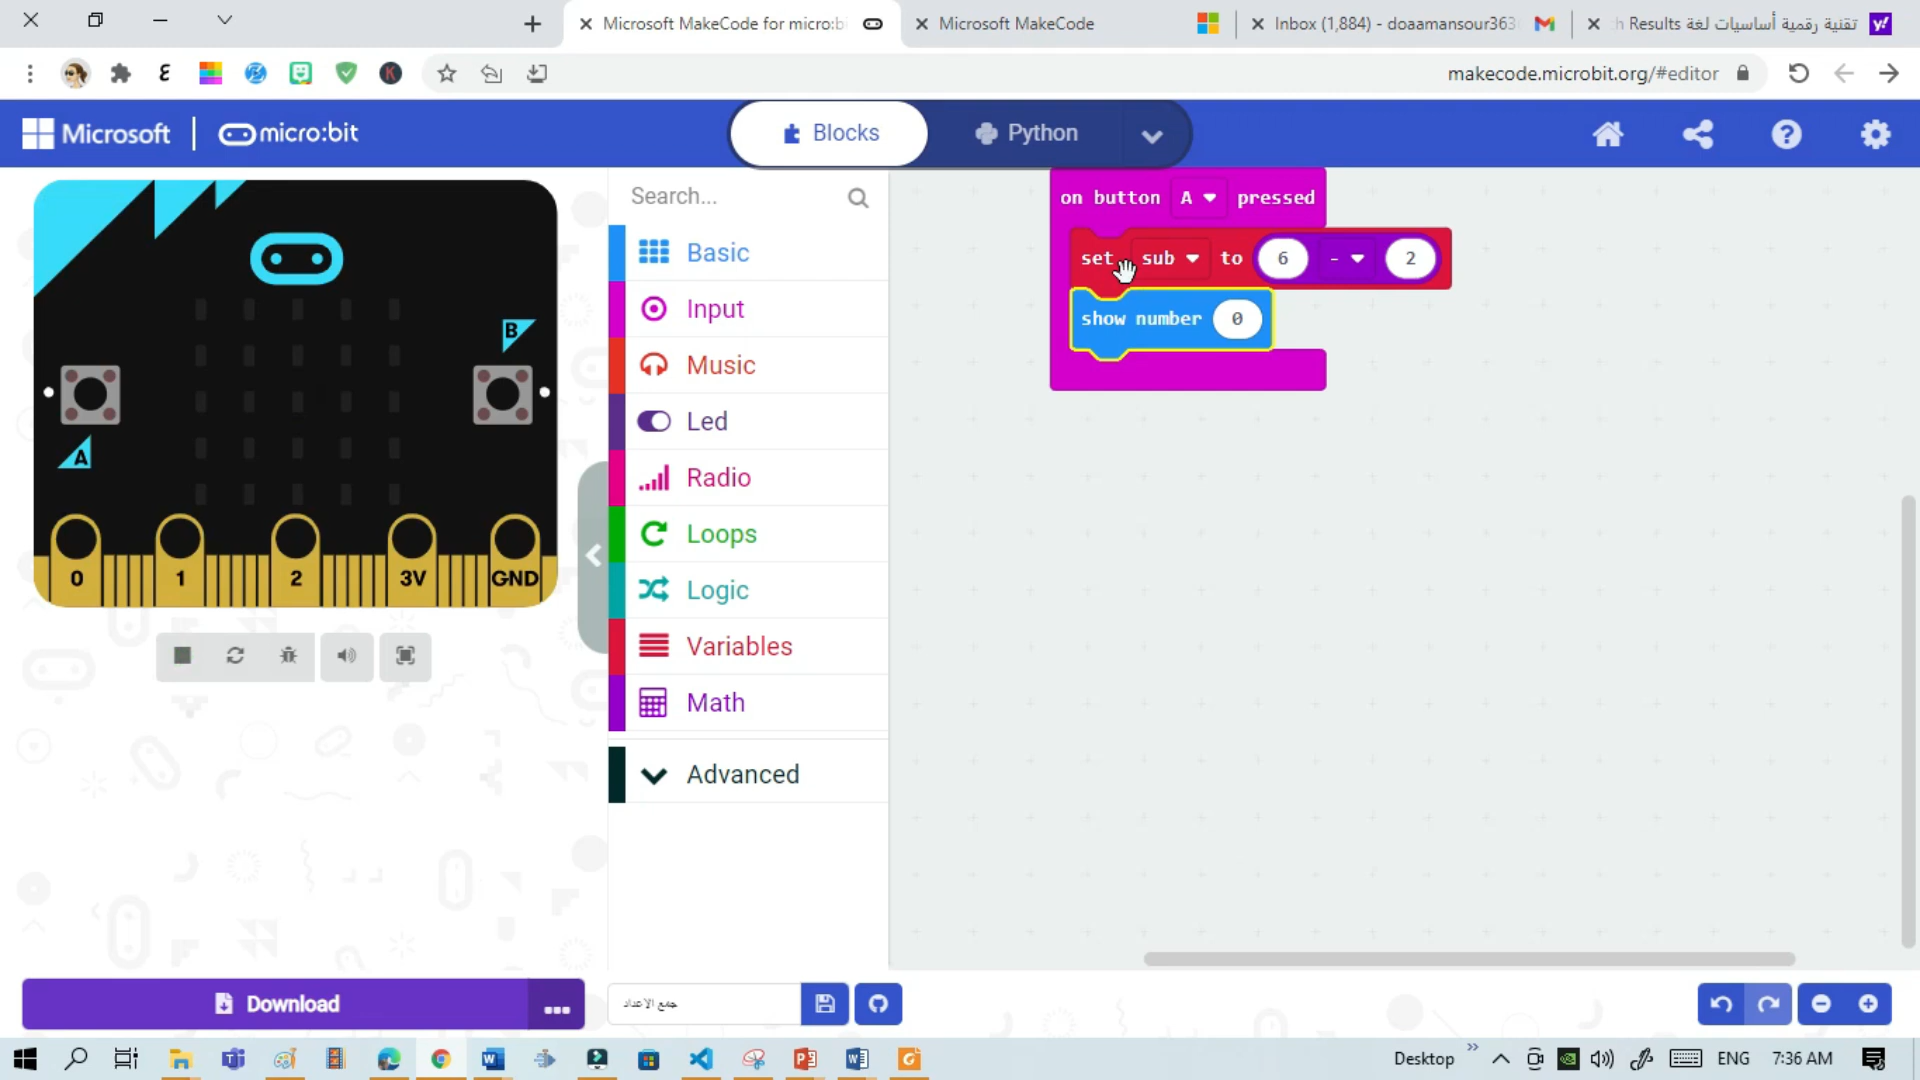 Microsoft MakeCode for micro:bi
Microsoft MakeCode
Inbox (1,884) - doaamansour363
h Results تقنية رقمية أساسيات لغة
makecode.microbit.org/#editor
Microsoft
micro:bit
Blocks
Python
Search...
Basic
Input
Music
Led
Radio
Loops
Logic
Variables
Math
Advanced
on button A pressed
set sub to 6 - 2
show number 0
B
A
0 1 2 3V GND
Download
...
جمع الاعداد
Desktop
ENG
7:36 AM